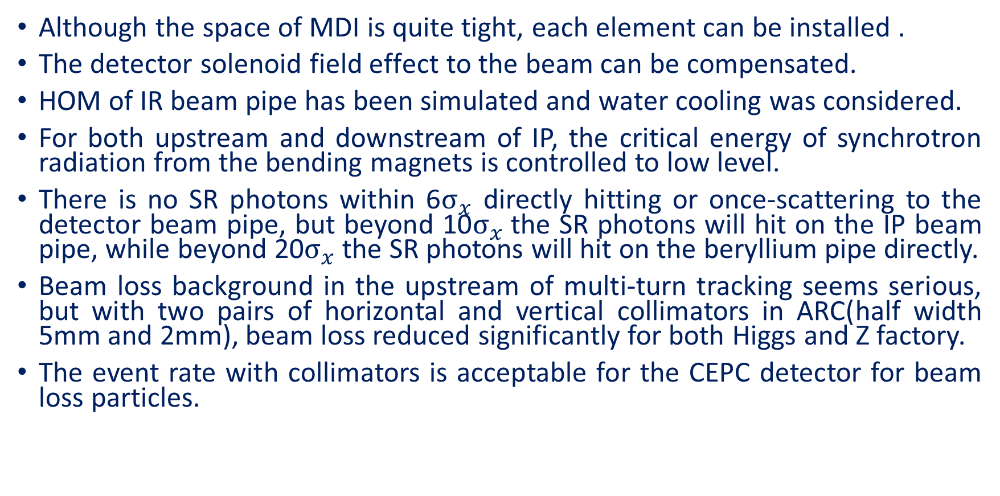 • Although the space of MDI is quite tight, each element can be installed .
• The detector solenoid field effect to the beam can be compensated.
• HOM of IR beam pipe has been simulated and water cooling was considered.
• For both upstream and downstream of IP, the critical energy of synchrotron
radiation from the bending magnets is controlled to low level.
• There is no SR photons within 6σₓ directly hitting or once-scattering to the
detector beam pipe, but beyond 10σₓ the SR photons will hit on the IP beam
pipe, while beyond 20σₓ the SR photons will hit on the beryllium pipe directly.
• Beam loss background in the upstream of multi-turn tracking seems serious,
but with two pairs of horizontal and vertical collimators in ARC(half width
5mm and 2mm), beam loss reduced significantly for both Higgs and Z factory.
• The event rate with collimators is acceptable for the CEPC detector for beam
loss particles.